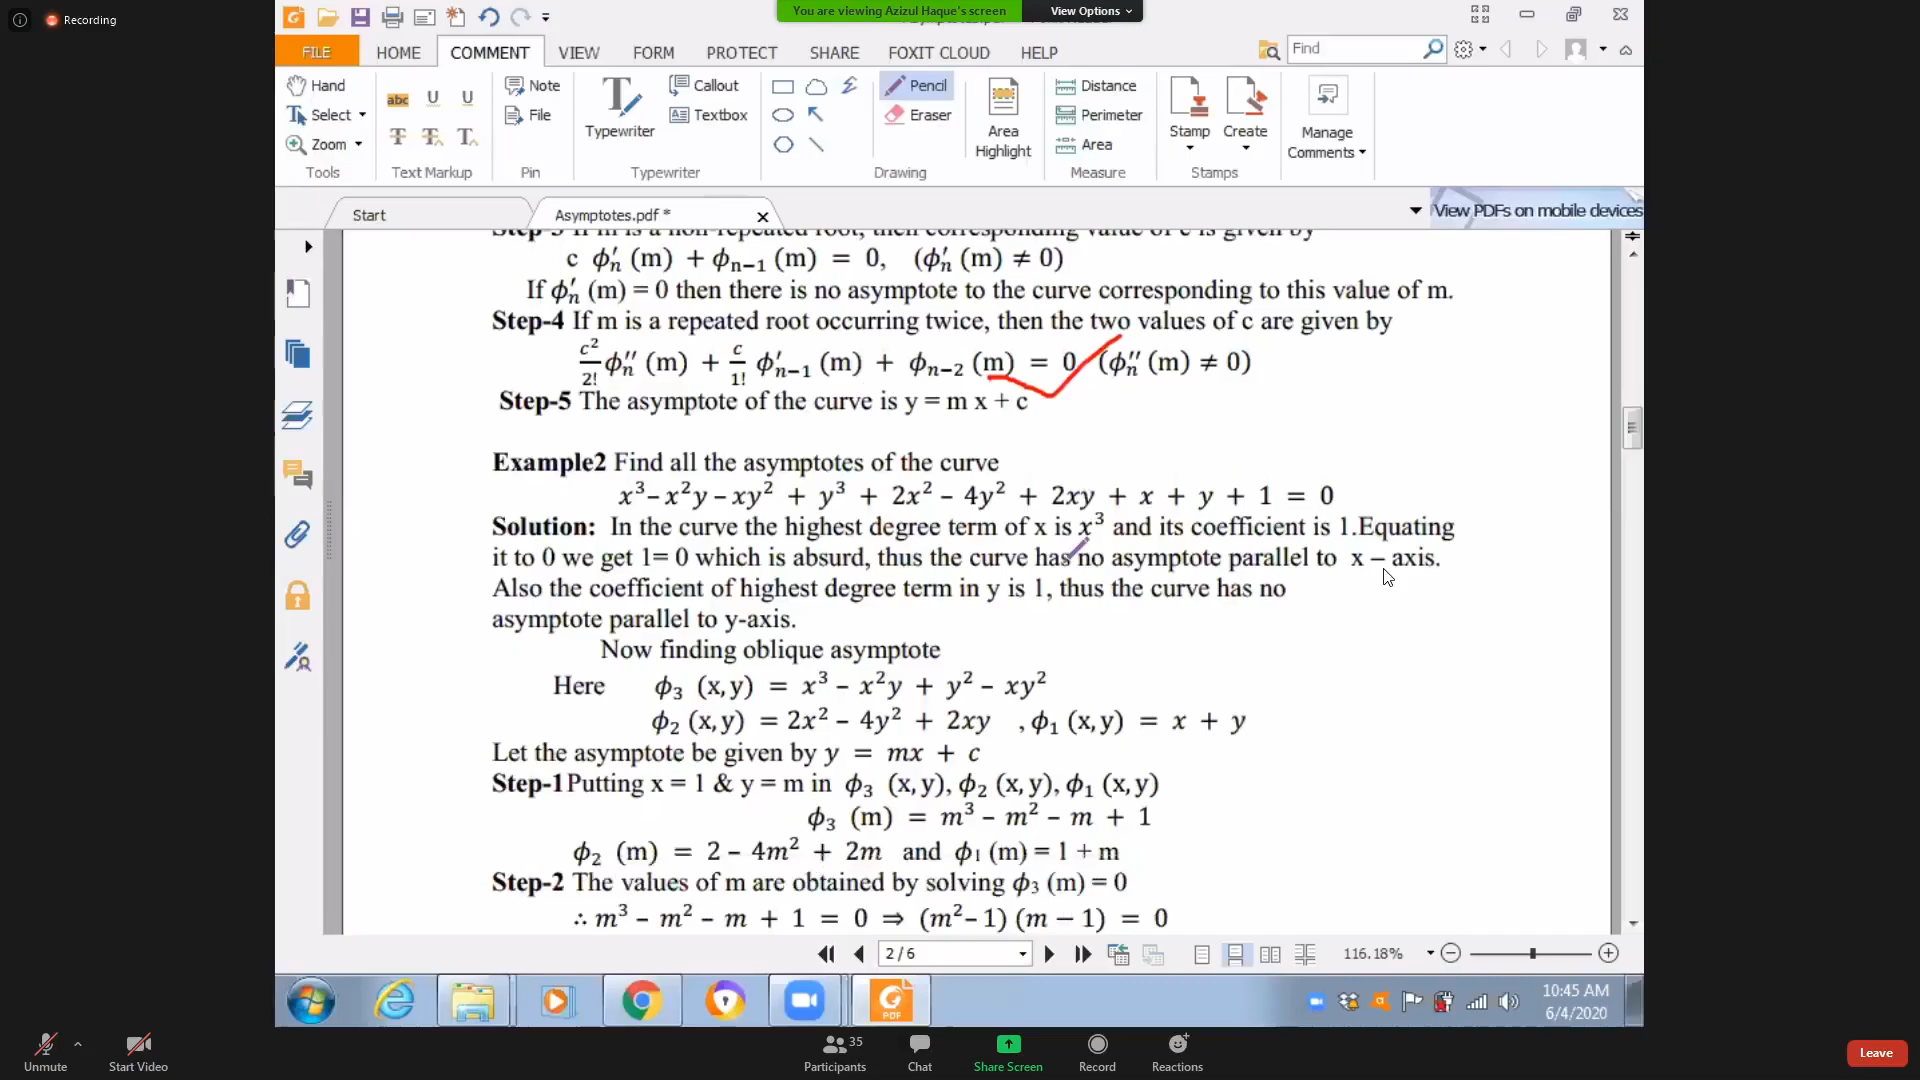 Recording
You are viewing Azizul Haque's screen
View Options
FILE
HOME
COMMENT
VIEW
FORM
PROTECT
SHARE
FOXIT CLOUD
HELP
Find
Hand
Select
Zoom
Tools
abc
U
U
T
T
T
Text Markup
Note
File
Pin
Typewriter
Callout
Textbox
Typewriter
Pencil
Eraser
Drawing
Area
Highlight
Distance
Perimeter
Area
Measure
Stamp
Create
Stamps
Manage
Comments
Start
Asymptotes.pdf *
View PDFs on mobile devices
c ϕ′ₙ (m) + ϕₙ₋₁ (m) = 0, (ϕ′ₙ (m) ≠ 0)
If ϕ′ₙ (m) = 0 then there is no asymptote to the curve corresponding to this value of m.
Step-4 If m is a repeated root occurring twice, then the two values of c are given by
c²/2! ϕ″ₙ (m) + c/1! ϕ′ₙ₋₁ (m) + ϕₙ₋₂ (m) = 0 (ϕ″ₙ (m) ≠ 0)
Step-5 The asymptote of the curve is y = m x + c
Example2 Find all the asymptotes of the curve
x³– x²y – xy² + y³ + 2x² – 4y² + 2xy + x + y + 1 = 0
Solution: In the curve the highest degree term of x is x³ and its coefficient is 1.Equating
it to 0 we get 1= 0 which is absurd, thus the curve has no asymptote parallel to x – axis.
Also the coefficient of highest degree term in y is 1, thus the curve has no
asymptote parallel to y-axis.
Now finding oblique asymptote
Here ϕ₃ (x,y) = x³ – x²y + y² – xy²
ϕ₂ (x,y) = 2x² – 4y² + 2xy , ϕ₁ (x,y) = x + y
Let the asymptote be given by y = mx + c
Step-1Putting x = 1 & y = m in ϕ₃ (x,y), ϕ₂ (x,y), ϕ₁ (x,y)
ϕ₃ (m) = m³ – m² – m + 1
ϕ₂ (m) = 2 – 4m² + 2m and ϕ₁ (m) = 1 + m
Step-2 The values of m are obtained by solving ϕ₃ (m) = 0
∴ m³ – m² – m + 1 = 0 ⇒ (m²– 1) (m – 1) = 0
2 / 6
116.18%
PDF
10:45 AM
6/4/2020
Unmute
Start Video
35
Participants
Chat
Share Screen
Record
Reactions
Leave